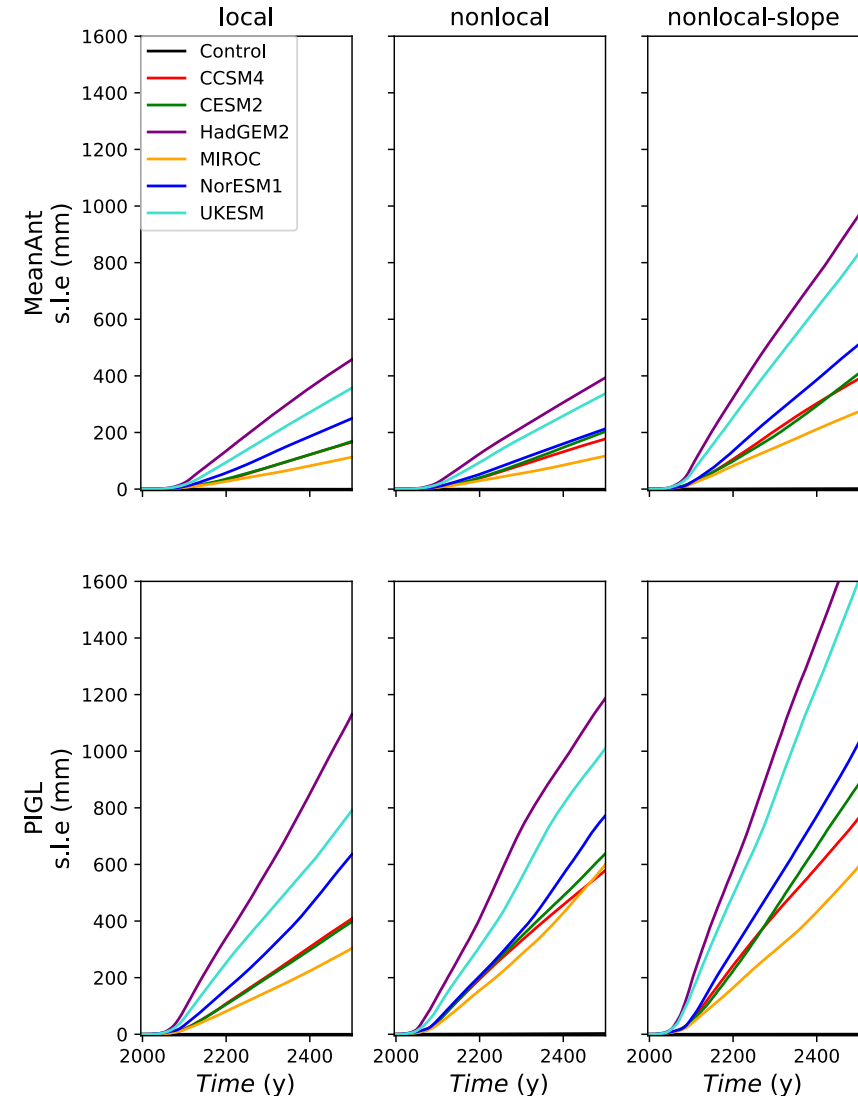 local nonlocal nonlocal-slope
MeanAnt
s.l.e (mm)
1600
1400
1200
1000
800
600
400
200
0
Control
CCSM4
CESM2
HadGEM2
MIROC
NorESM1
UKESM
PIGL
s.l.e (mm)
1600
1400
1200
1000
800
600
400
200
0
2000 2200 2400 2000 2200 2400 2000 2200 2400
Time (y) Time (y) Time (y)